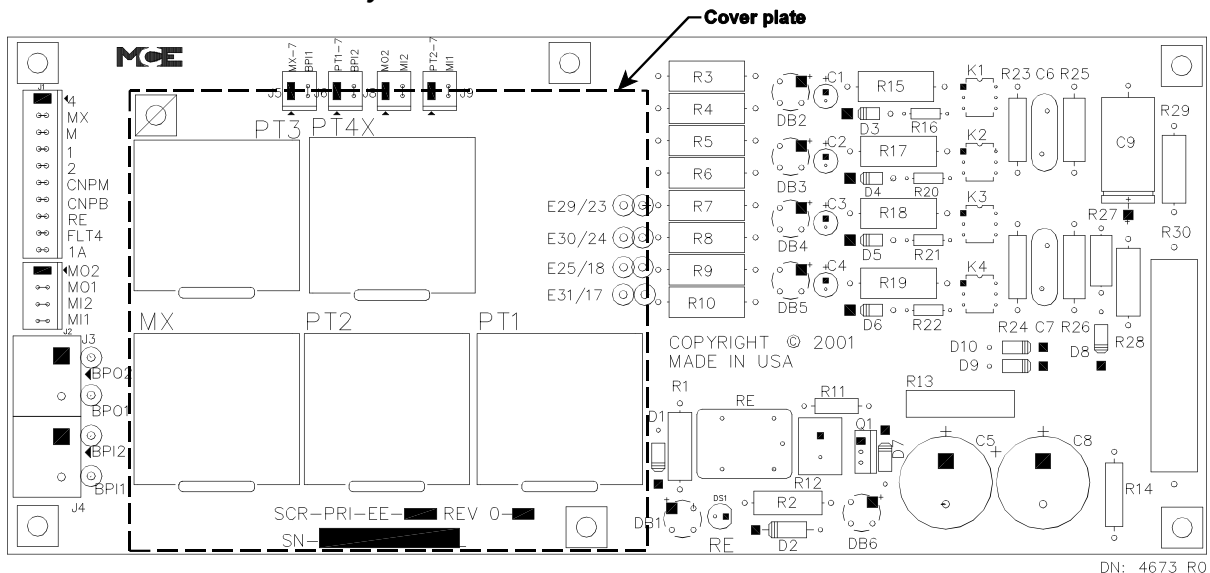 Cover plate
MCE
MX-7
BPI1
PT1-7
BPI2
MO2
MI2
PT2-7
MI1
J5
J6
J8
J9
J1
4
MX
M
1
2
CNPM
CNPB
RE
FLT4
1A
MO2
MO1
MI2
MI1
J2
J3
BPO2
BPO1
BPI2
BPI1
J4
PT3
PT4X
MX
PT2
PT1
E29/23
E30/24
E25/18
E31/17
R3
R4
R5
R6
R7
R8
R9
R10
DB2
DB3
DB4
DB5
C1
C2
C3
C4
R15
D3
R16
R17
D4
R20
R18
D5
R21
R19
D6
R22
K1
K2
K3
K4
R23
C6
R25
C9
R29
R27
R30
R24
C7
R26
D8
R28
D10
D9
COPYRIGHT © 2001
MADE IN USA
R1
RE
R11
R13
D1
Q1
D7
R12
C5
C8
R14
DB1
DS1
RE
R2
D2
DB6
SCR-PRI-EE- REV 0-
SN-
DN: 4673 R0